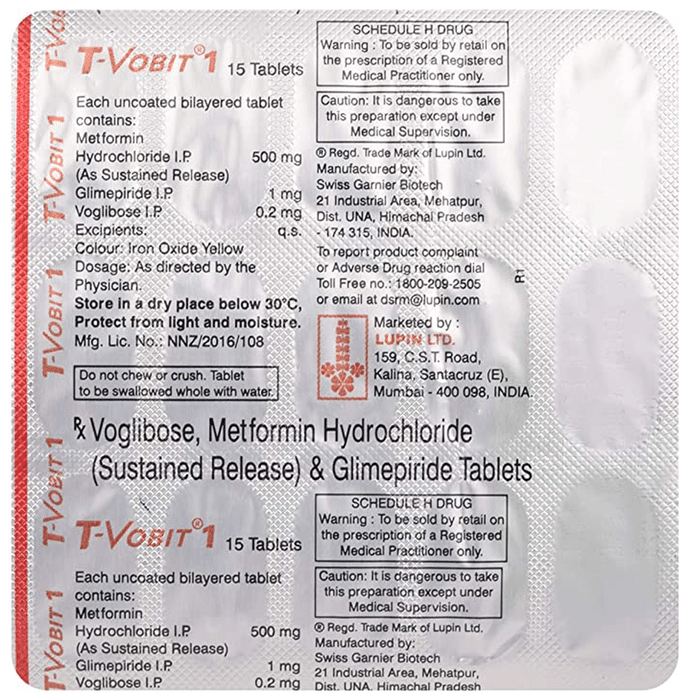 T-VOBIT 1
T-VOBIT 1
T-VOBIT 1
T-VOBIT 1
T-VOBIT 1
T-VOBIT®1 15 Tablets
Each uncoated bilayered tablet
contains:
Metformin
Hydrochloride I.P. 500 mg
(As Sustained Release)
Glimepiride I.P. 1 mg
Voglibose I.P. 0.2 mg
Excipients: q.s.
Colour: Iron Oxide Yellow
Dosage: As directed by the
Physician.
Store in a dry place below 30°C,
Protect from light and moisture.
Mfg. Lic. No.: NNZ/2016/108
Do not chew or crush. Tablet
to be swallowed whole with water.
SCHEDULE H DRUG
Warning : To be sold by retail on
the prescription of a Registered
Medical Practitioner only.
Caution: It is dangerous to take
this preparation except under
Medical Supervision.
® Regd. Trade Mark of Lupin Ltd.
Manufactured by:
Swiss Garnier Biotech
21 Industrial Area, Mehatpur,
Dist. UNA, Himachal Pradesh
- 174 315, INDIA.
To report product complaint
or Adverse Drug reaction dial
Toll Free no.: 1800-209-2505
or email at dsrm@lupin.com
R1
Marketed by :
LUPIN LTD.
159, C.S.T. Road,
Kalina, Santacruz (E),
Mumbai - 400 098, INDIA.
℞ Voglibose, Metformin Hydrochloride
(Sustained Release) & Glimepiride Tablets
T-VOBIT®1 15 Tablets
Each uncoated bilayered tablet
contains:
Metformin
Hydrochloride I.P. 500 mg
(As Sustained Release)
Glimepiride I.P. 1 mg
Voglibose I.P. 0.2 mg
SCHEDULE H DRUG
Warning : To be sold by retail on
the prescription of a Registered
Medical Practitioner only.
Caution: It is dangerous to take
this preparation except under
Medical Supervision.
® Regd. Trade Mark of Lupin Ltd.
Manufactured by:
Swiss Garnier Biotech
21 Industrial Area, Mehatpur,
Dist. UNA, Himachal Pradesh